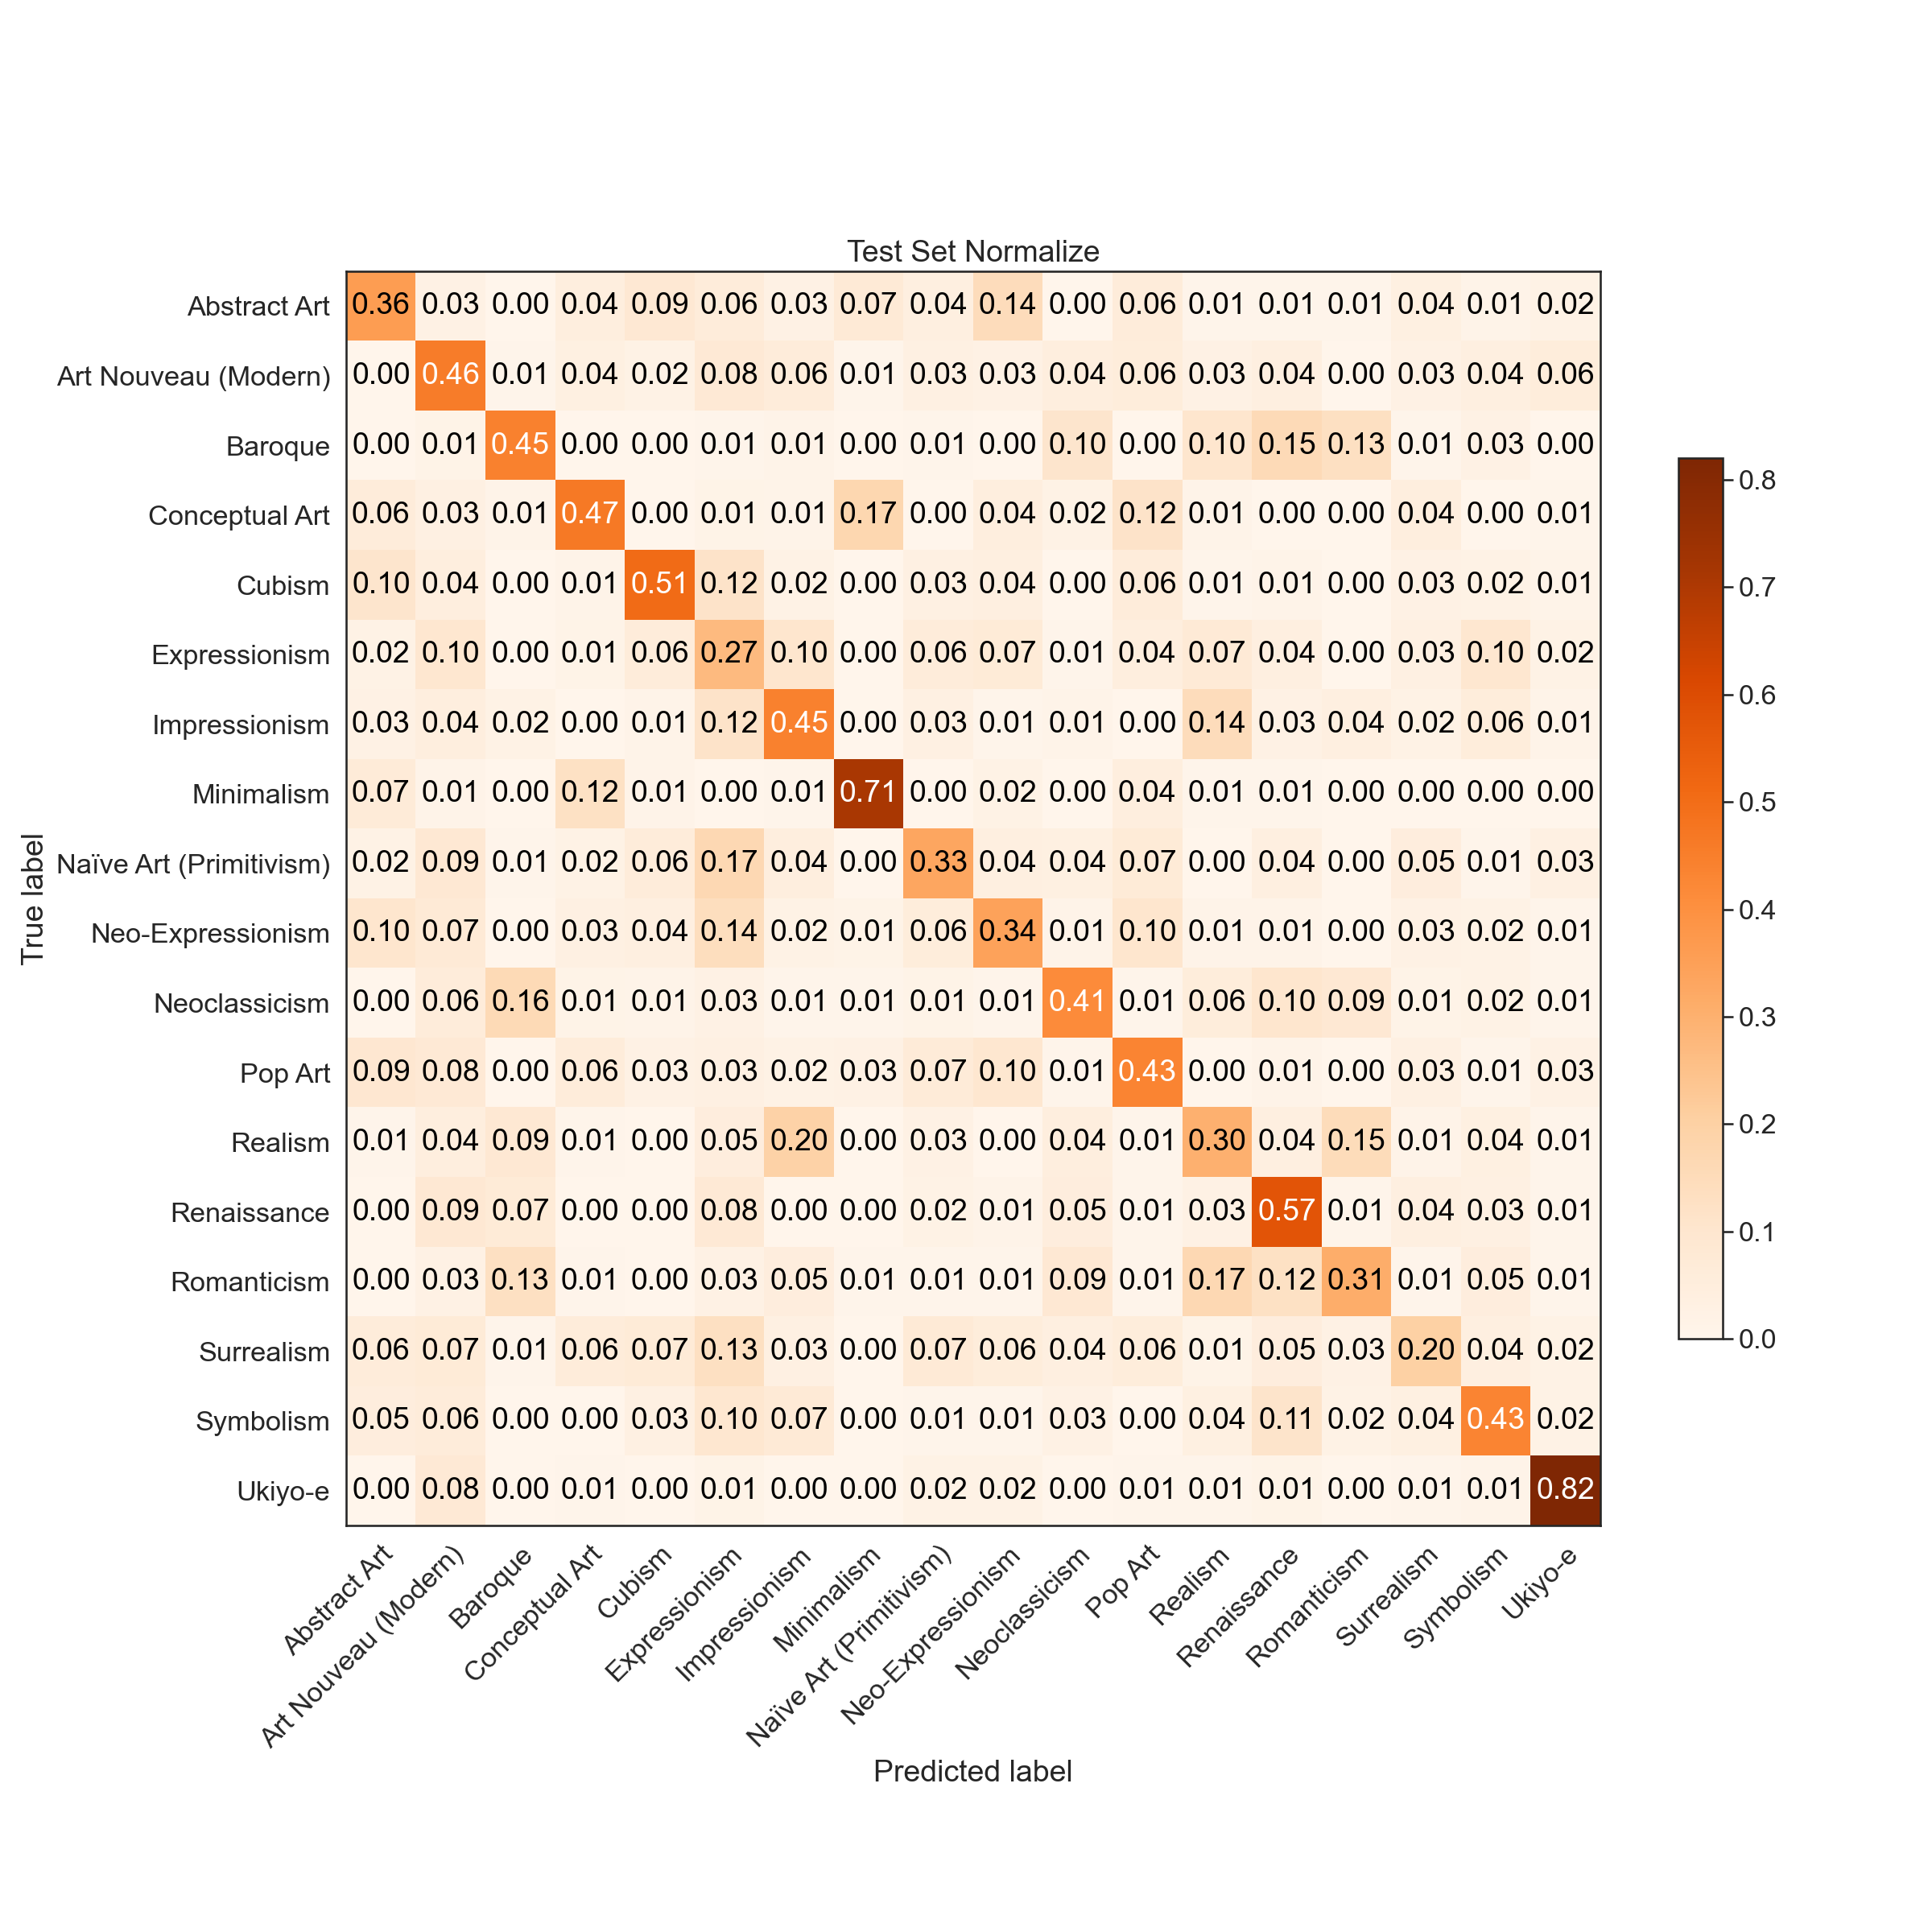 Test Set Normalize
True label
Abstract Art 0.36 0.03 0.00 0.04 0.09 0.06 0.03 0.07 0.04 0.14 0.00 0.06 0.01 0.01 0.01 0.04 0.01 0.02
Art Nouveau (Modern) 0.00 0.46 0.01 0.04 0.02 0.08 0.06 0.01 0.03 0.03 0.04 0.06 0.03 0.04 0.00 0.03 0.04 0.06
Baroque 0.00 0.01 0.45 0.00 0.00 0.01 0.01 0.00 0.01 0.00 0.10 0.00 0.10 0.15 0.13 0.01 0.03 0.00
Conceptual Art 0.06 0.03 0.01 0.47 0.00 0.01 0.01 0.17 0.00 0.04 0.02 0.12 0.01 0.00 0.00 0.04 0.00 0.01
Cubism 0.10 0.04 0.00 0.01 0.51 0.12 0.02 0.00 0.03 0.04 0.00 0.06 0.01 0.01 0.00 0.03 0.02 0.01
Expressionism 0.02 0.10 0.00 0.01 0.06 0.27 0.10 0.00 0.06 0.07 0.01 0.04 0.07 0.04 0.00 0.03 0.10 0.02
Impressionism 0.03 0.04 0.02 0.00 0.01 0.12 0.45 0.00 0.03 0.01 0.01 0.00 0.14 0.03 0.04 0.02 0.06 0.01
Minimalism 0.07 0.01 0.00 0.12 0.01 0.00 0.01 0.71 0.00 0.02 0.00 0.04 0.01 0.01 0.00 0.00 0.00 0.00
Naïve Art (Primitivism) 0.02 0.09 0.01 0.02 0.06 0.17 0.04 0.00 0.33 0.04 0.04 0.07 0.00 0.04 0.00 0.05 0.01 0.03
Neo-Expressionism 0.10 0.07 0.00 0.03 0.04 0.14 0.02 0.01 0.06 0.34 0.01 0.10 0.01 0.01 0.00 0.03 0.02 0.01
Neoclassicism 0.00 0.06 0.16 0.01 0.01 0.03 0.01 0.01 0.01 0.01 0.41 0.01 0.06 0.10 0.09 0.01 0.02 0.01
Pop Art 0.09 0.08 0.00 0.06 0.03 0.03 0.02 0.03 0.07 0.10 0.01 0.43 0.00 0.01 0.00 0.03 0.01 0.03
Realism 0.01 0.04 0.09 0.01 0.00 0.05 0.20 0.00 0.03 0.00 0.04 0.01 0.30 0.04 0.15 0.01 0.04 0.01
Renaissance 0.00 0.09 0.07 0.00 0.00 0.08 0.00 0.00 0.02 0.01 0.05 0.01 0.03 0.57 0.01 0.04 0.03 0.01
Romanticism 0.00 0.03 0.13 0.01 0.00 0.03 0.05 0.01 0.01 0.01 0.09 0.01 0.17 0.12 0.31 0.01 0.05 0.01
Surrealism 0.06 0.07 0.01 0.06 0.07 0.13 0.03 0.00 0.07 0.06 0.04 0.06 0.01 0.05 0.03 0.20 0.04 0.02
Symbolism 0.05 0.06 0.00 0.00 0.03 0.10 0.07 0.00 0.01 0.01 0.03 0.00 0.04 0.11 0.02 0.04 0.43 0.02
Ukiyo-e 0.00 0.08 0.00 0.01 0.00 0.01 0.00 0.00 0.02 0.02 0.00 0.01 0.01 0.01 0.00 0.01 0.01 0.82
Abstract Art
Art Nouveau (Modern)
Baroque
Conceptual Art
Cubism
Expressionism
Impressionism
Minimalism
Naïve Art (Primitivism)
Neo-Expressionism
Neoclassicism
Pop Art
Realism
Renaissance
Romanticism
Surrealism
Symbolism
Ukiyo-e
Predicted label
0.8
0.7
0.6
0.5
0.4
0.3
0.2
0.1
0.0